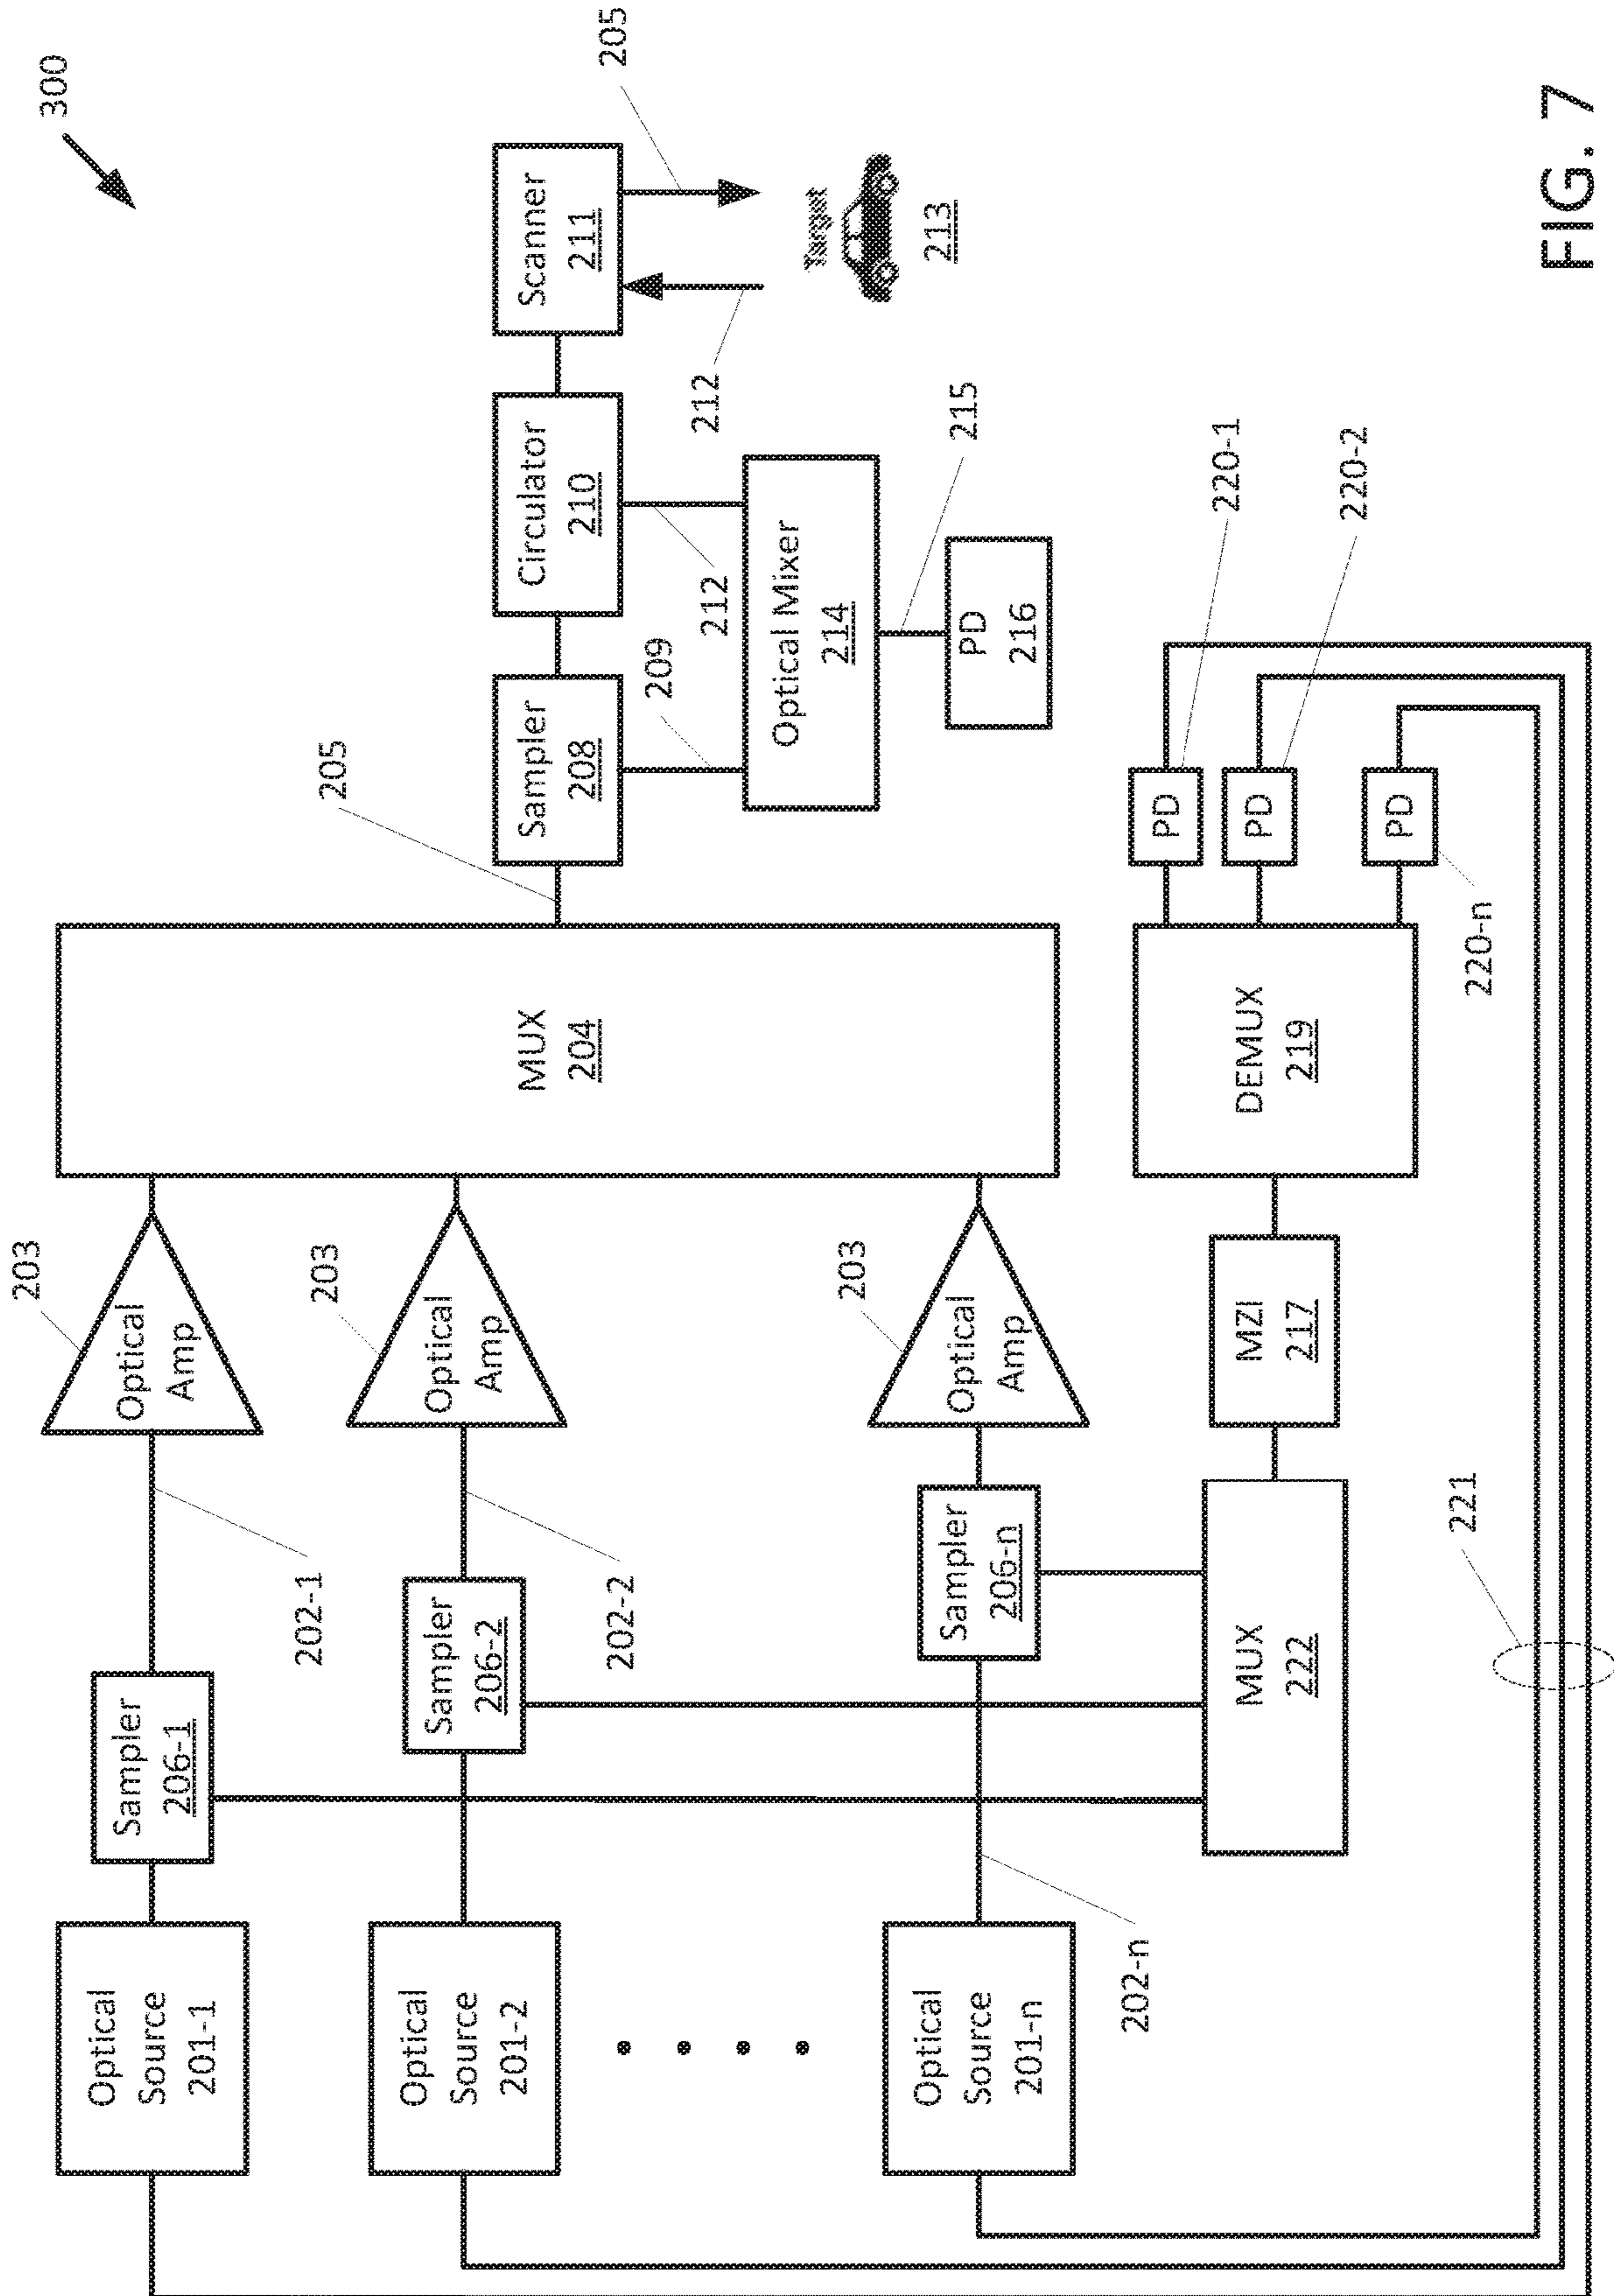 300
Optical
Source
201-1
Sampler
206-1
202-1
Optical
Amp
203
Optical
Source
201-2
Sampler
206-2
202-2
Optical
Amp
203
Optical
Source
201-n
202-n
Sampler
206-n
Optical
Amp
203
MUX
204
205
Sampler
208
209
Circulator
210
212
Scanner
211
205
212
Target
213
Optical Mixer
214
215
PD
216
MUX
222
MZI
217
DEMUX
219
PD
220-1
PD
220-2
PD
220-n
221
FIG. 7